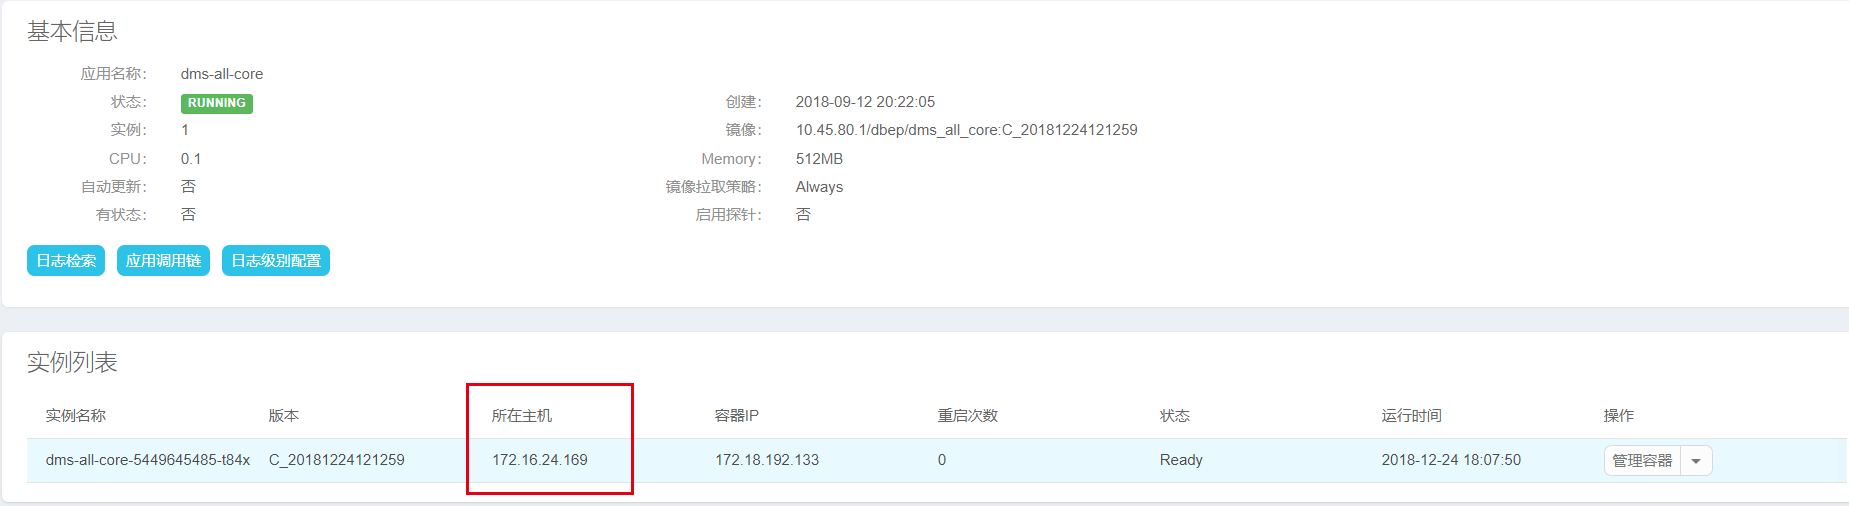 基本信息
应用名称: dms-all-core
状态: RUNNING 创建: 2018-09-12 20:22:05
实例: 1 镜像: 10.45.80.1/dbep/dms_all_core:C_20181224121259
CPU: 0.1 Memory: 512MB
自动更新: 否 镜像拉取策略: Always
有状态: 否 启用探针: 否
日志检索 应用调用链 日志级别配置
实例列表
实例名称 版本 所在主机 容器IP 重启次数 状态 运行时间 操作
dms-all-core-5449645485-t84x C_20181224121259 172.16.24.169 172.18.192.133 0 Ready 2018-12-24 18:07:50 管理容器